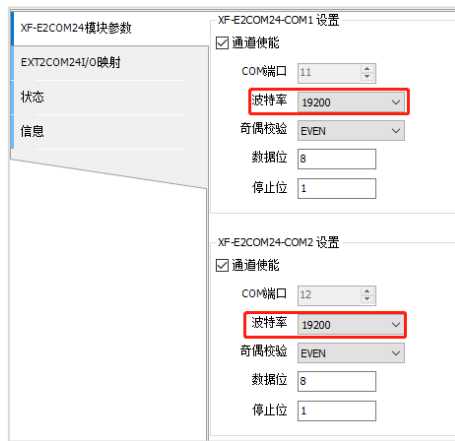 XF-E2COM24模块参数
EXT2COM24I/O映射
状态
信息
XF-E2COM24-COM1 设置
通道使能
COM端口 11
波特率 19200
奇偶校验 EVEN
数据位 8
停止位 1
XF-E2COM24-COM2 设置
通道使能
COM端口 12
波特率 19200
奇偶校验 EVEN
数据位 8
停止位 1